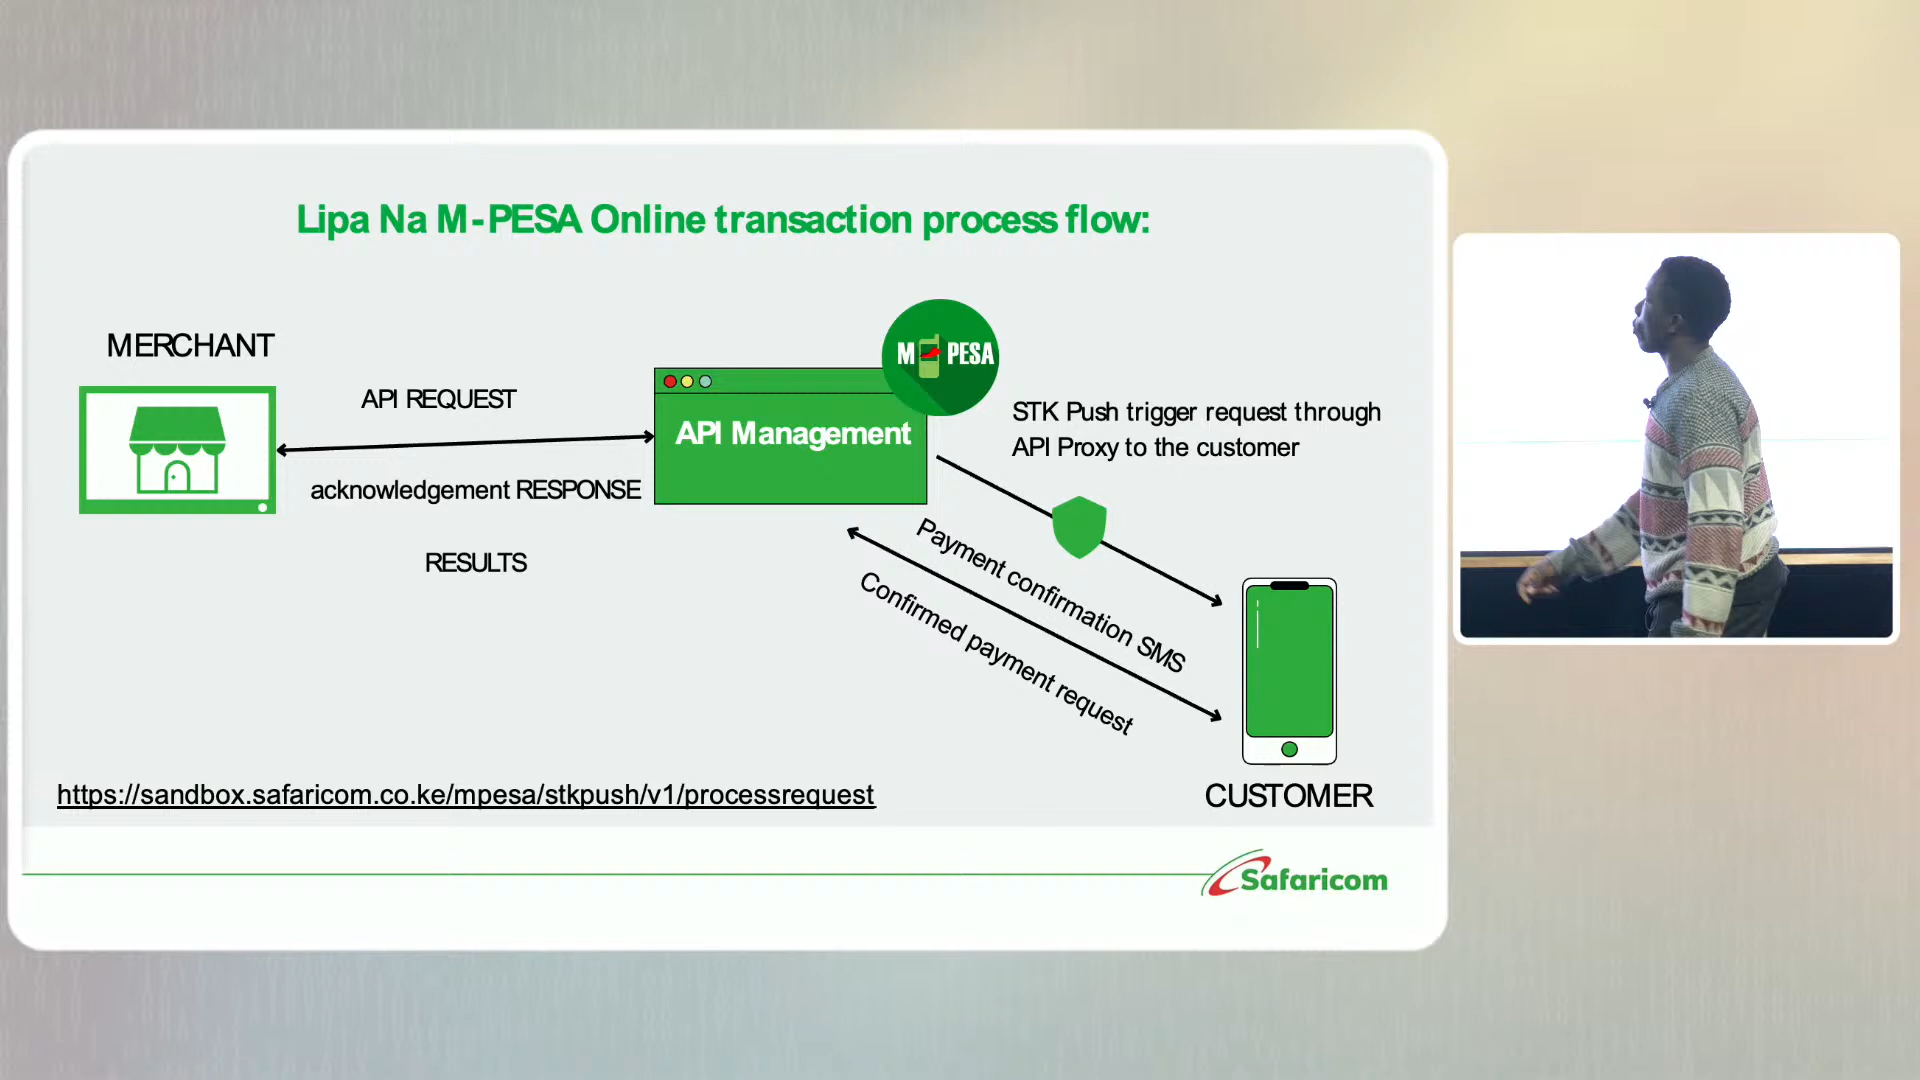 Lipa Na M-PESA Online transaction process flow:
MERCHANT
API REQUEST
acknowledgement RESPONSE
RESULTS
API Management
M PESA
STK Push trigger request through
API Proxy to the customer
Payment confirmation SMS
Confirmed payment request
CUSTOMER
https://sandbox.safaricom.co.ke/mpesa/stkpush/v1/processrequest
Safaricom